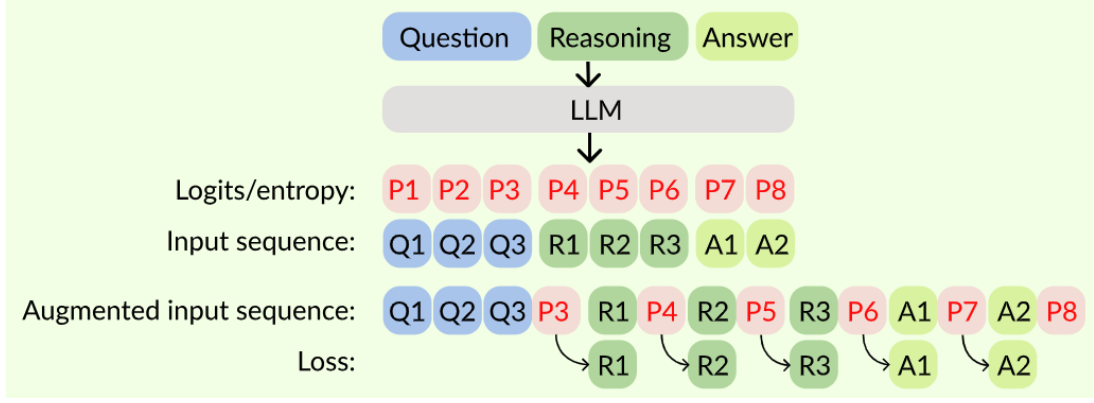 Question Reasoning Answer
LLM
Logits/entropy: P1 P2 P3 P4 P5 P6 P7 P8
Input sequence: Q1 Q2 Q3 R1 R2 R3 A1 A2
Augmented input sequence: Q1 Q2 Q3 P3 R1 P4 R2 P5 R3 P6 A1 P7 A2 P8
Loss: R1 R2 R3 A1 A2